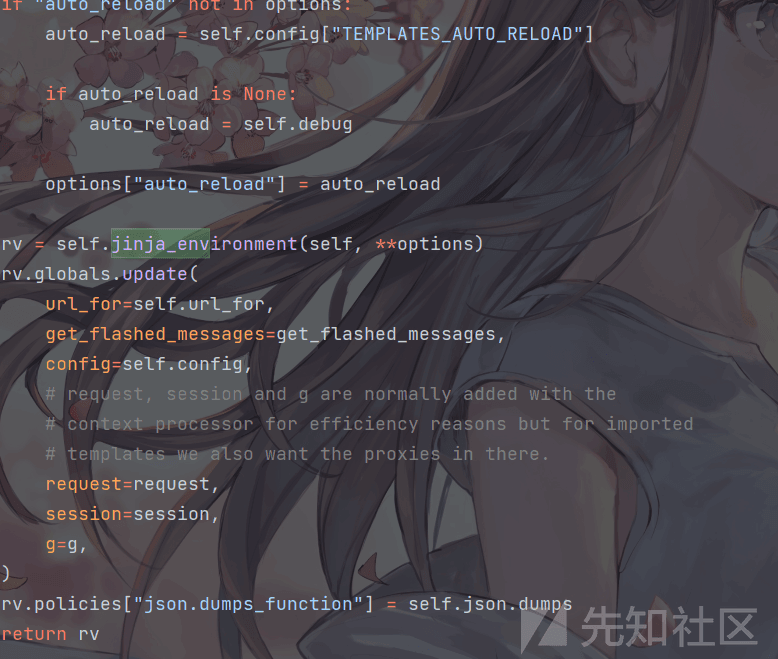 if "auto_reload" not in options:
    auto_reload = self.config["TEMPLATES_AUTO_RELOAD"]
    if auto_reload is None:
        auto_reload = self.debug
    options["auto_reload"] = auto_reload
rv = self.jinja_environment(self, **options)
rv.globals.update(
    url_for=self.url_for,
    get_flashed_messages=get_flashed_messages,
    config=self.config,
    # request, session and g are normally added with the
    # context processor for efficiency reasons but for imported
    # templates we also want the proxies in there.
    request=request,
    session=session,
    g=g,
)
rv.policies["json.dumps_function"] = self.json.dumps
return rv
先知社区